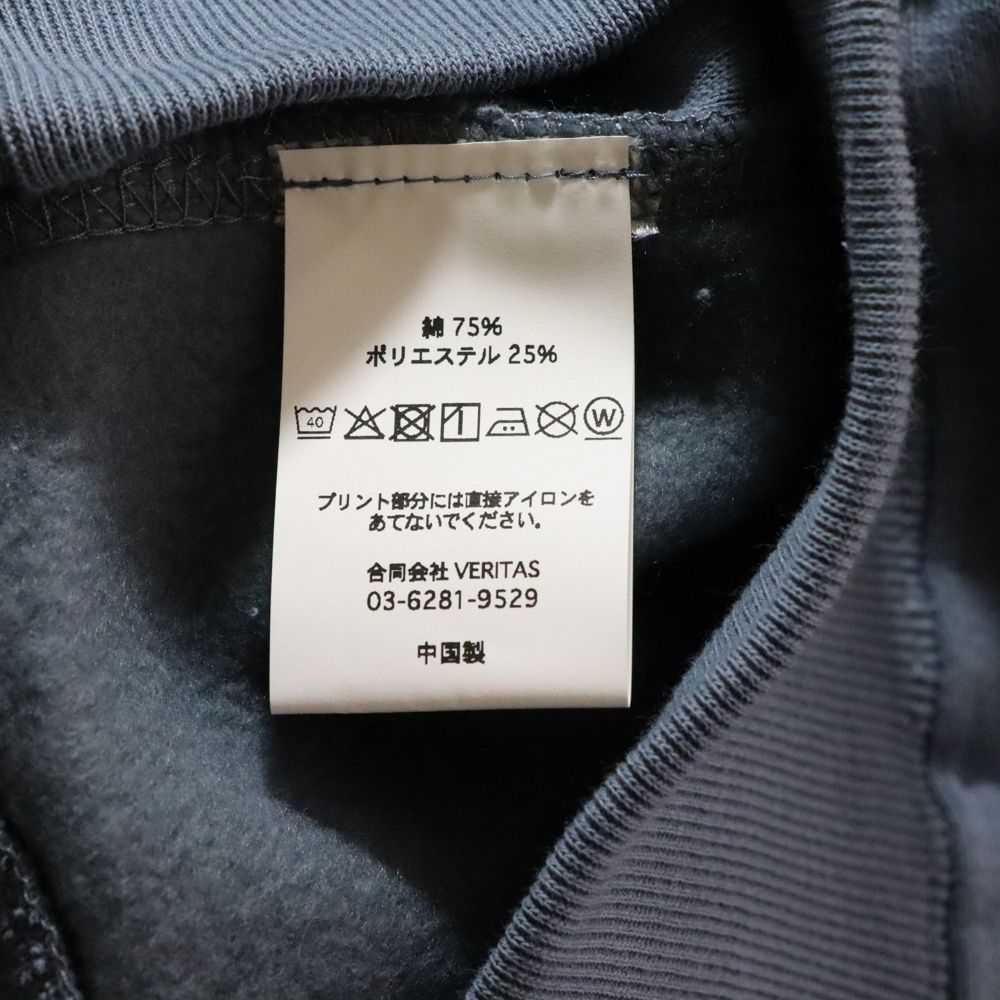 綿 75%
ポリエステル 25%
40
W
プリント部分には直接アイロンを
あてないでください。
合同会社 VERITAS
03-6281-9529
中国製